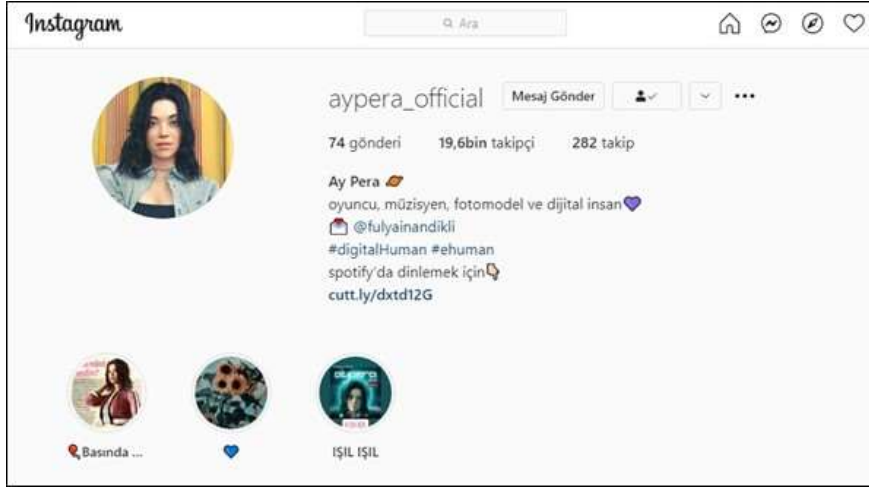 Instagram
Ara
aypera_official Mesaj Gönder
74 gönderi 19,6bin takipçi 282 takip
Ay Pera
oyuncu, müzisyen, fotomodel ve dijital insan
@fulyainandikli
#digitalHuman #ehuman
spotify'da dinlemek için
cutt.ly/dxtd12G
Basında ...
IŞIL IŞIL